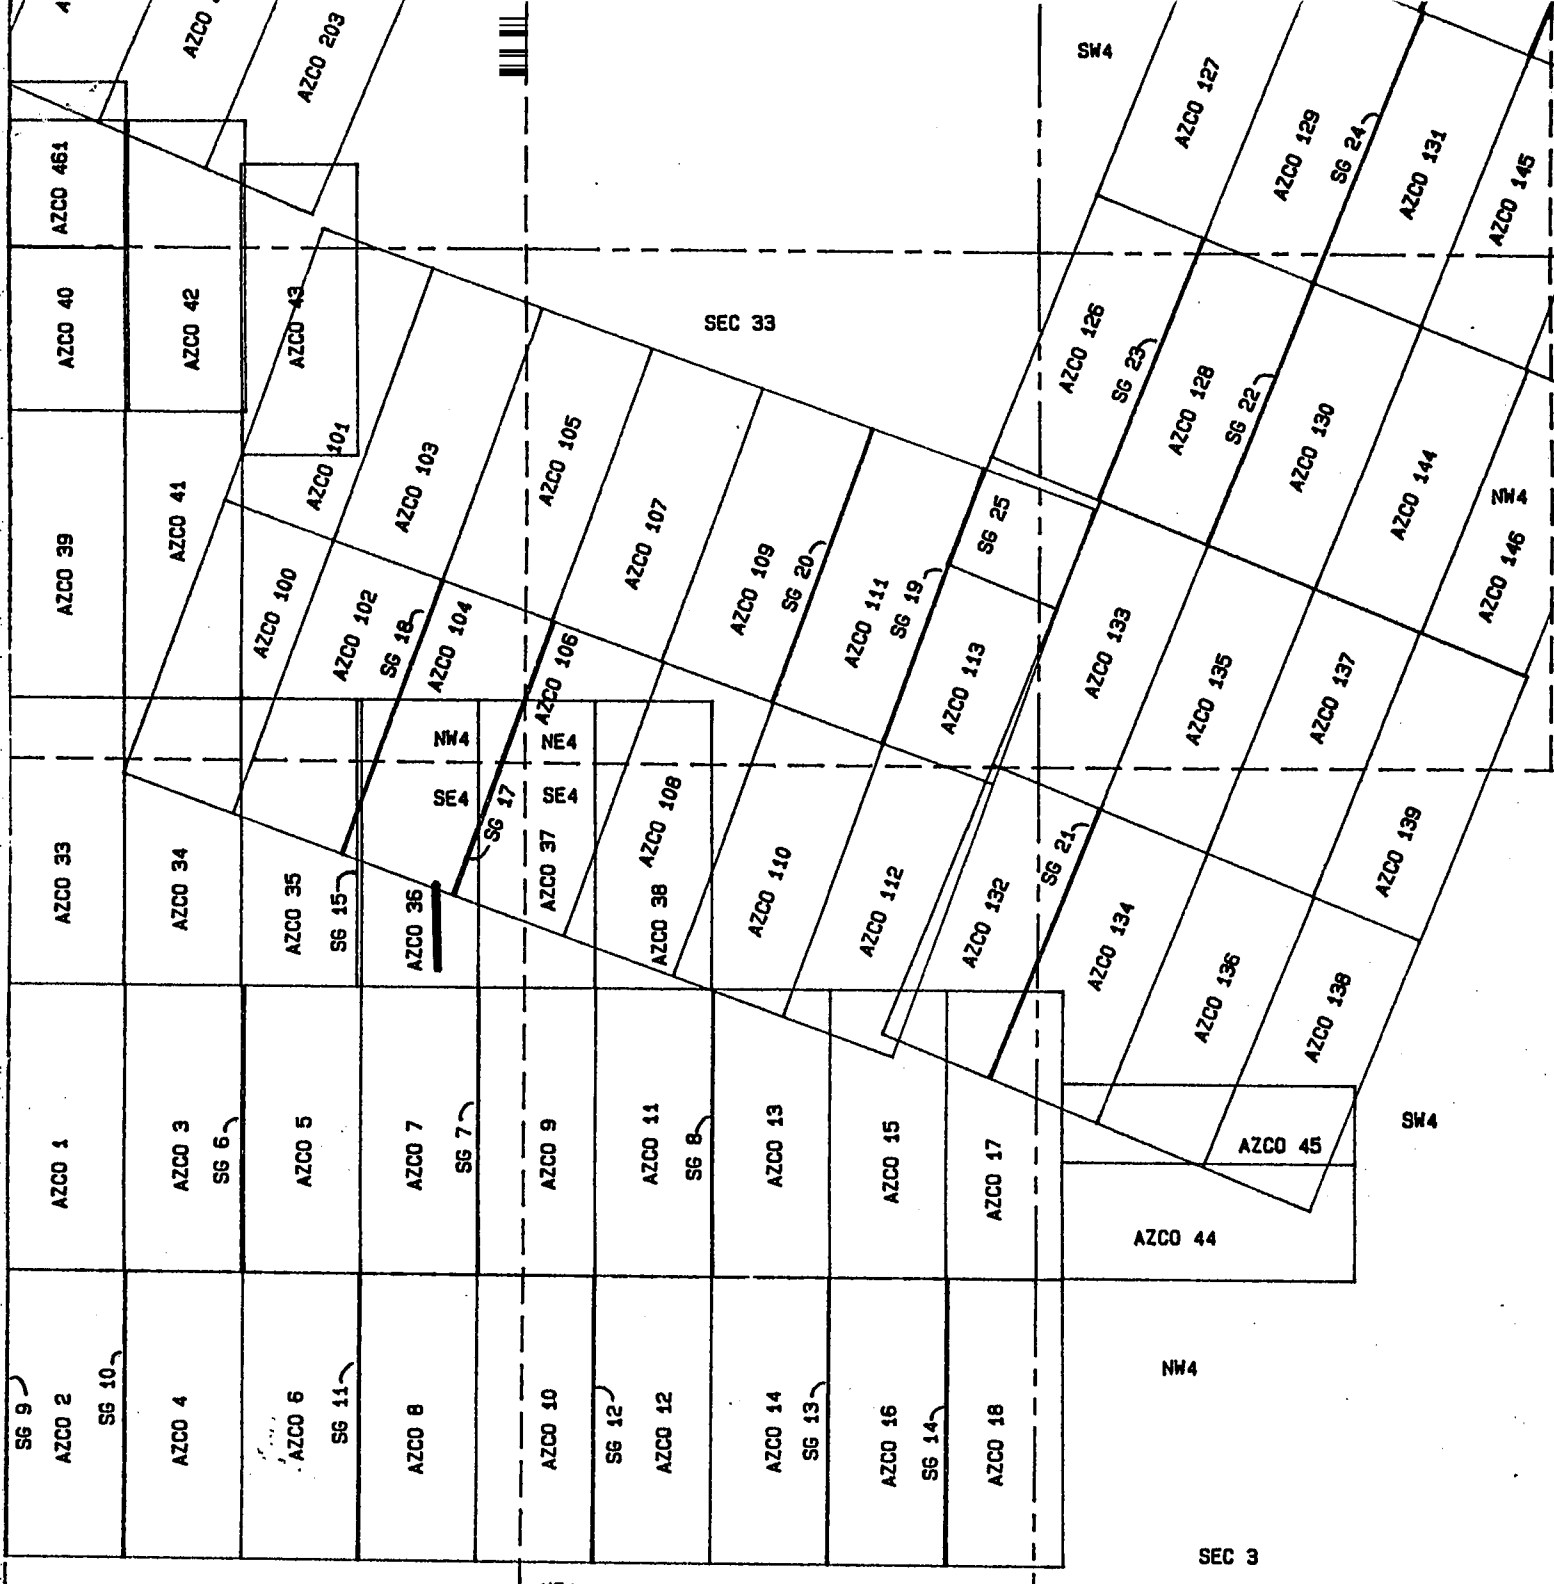 AZCO 203
SW4
AZCO 127
AZCO 129
SG 24
AZCO 131
AZCO 145
AZCO 461
AZCO 40
AZCO 42
AZCO 43
SEC 33
AZCO 126
SG 23
AZCO 128
SG 22
AZCO 130
AZCO 144
NW4
AZCO 146
AZCO 39
AZCO 41
AZCO 101
AZCO 103
AZCO 105
AZCO 107
AZCO 109
SG 20
AZCO 111
SG 19
SG 25
AZCO 100
AZCO 102
SG 18
AZCO 104
AZCO 106
AZCO 113
AZCO 133
AZCO 135
AZCO 137
NW4
NE4
SE4
SE4
SG 17
AZCO 33
AZCO 34
AZCO 35
SG 15
AZCO 36
AZCO 37
AZCO 38
AZCO 108
AZCO 110
AZCO 112
AZCO 132
SG 21
AZCO 134
AZCO 136
AZCO 138
AZCO 139
AZCO 1
AZCO 3
SG 6
AZCO 5
AZCO 7
SG 7
AZCO 9
AZCO 11
SG 8
AZCO 13
AZCO 15
AZCO 17
AZCO 45
SW4
AZCO 44
SG 9
AZCO 2
SG 10
AZCO 4
AZCO 6
SG 11
AZCO 8
AZCO 10
SG 12
AZCO 12
AZCO 14
SG 13
AZCO 16
SG 14
AZCO 18
NW4
SEC 3